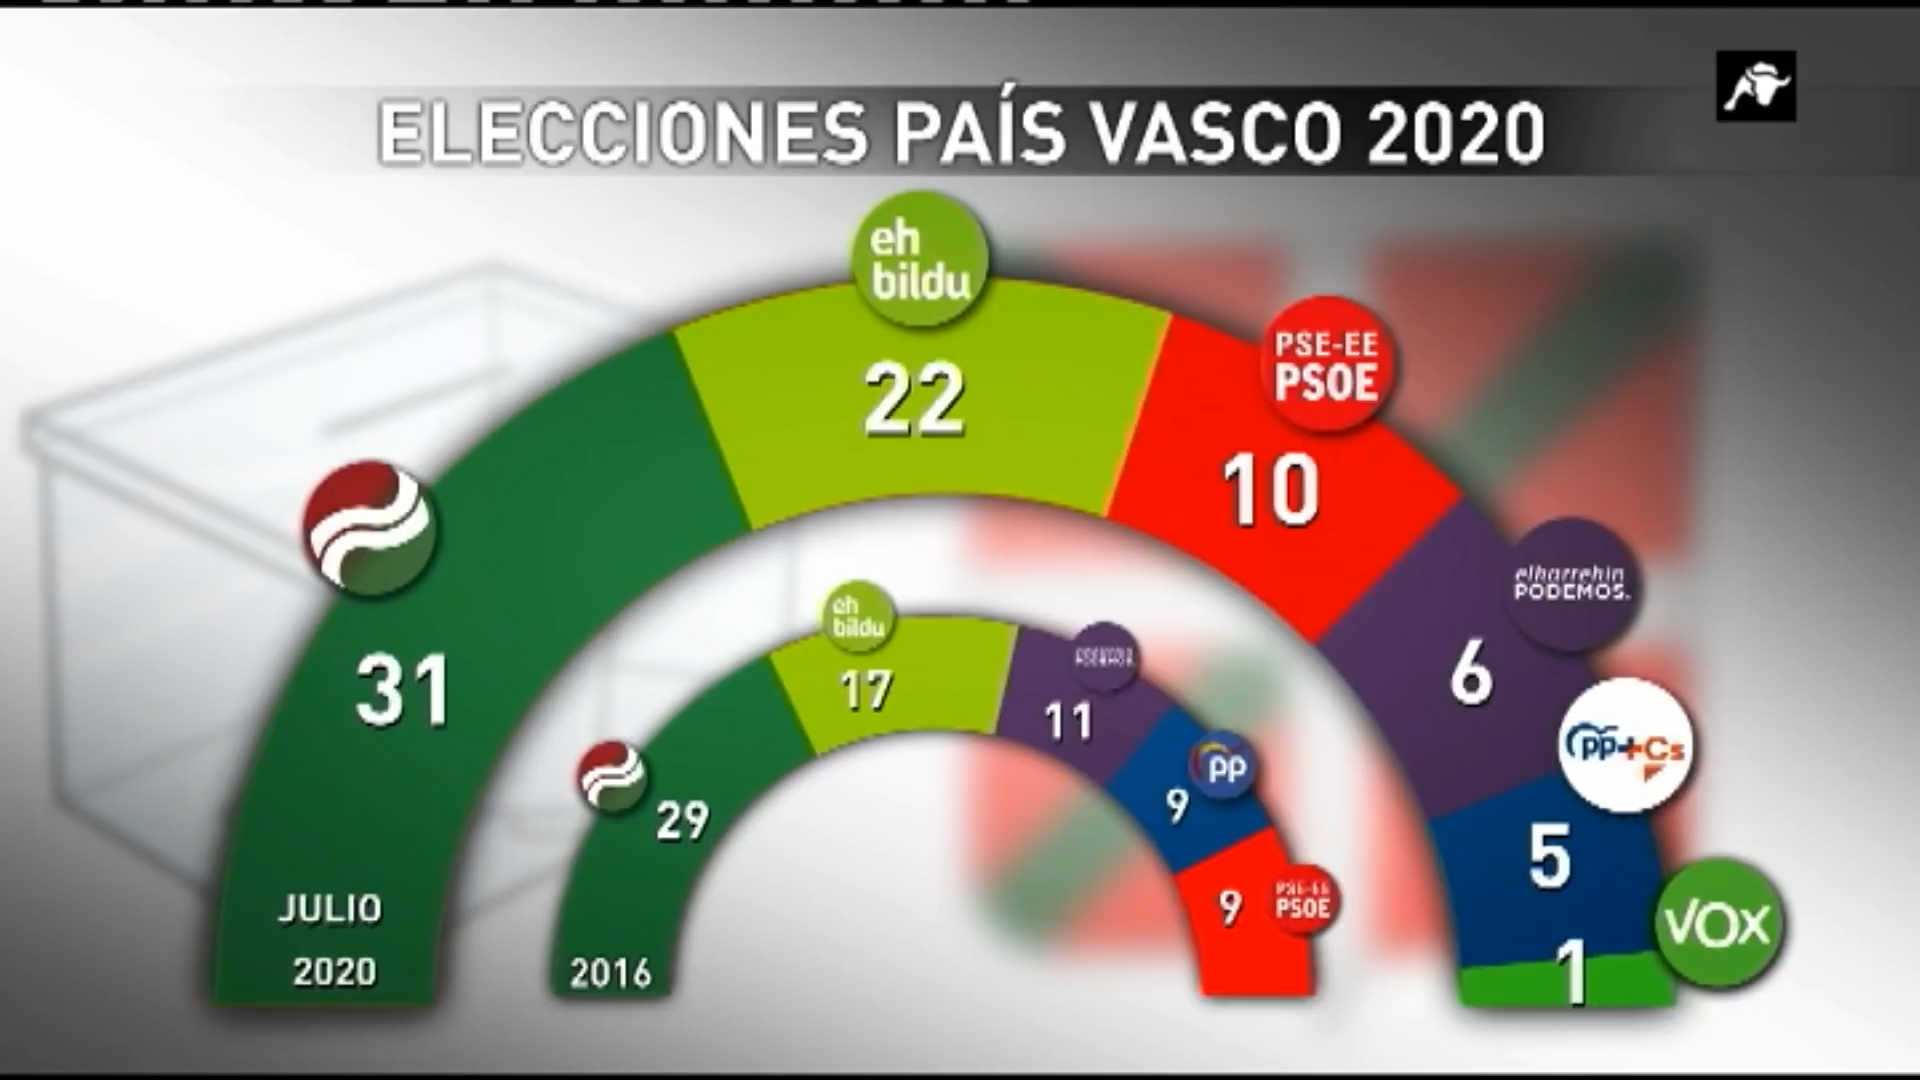 ELECCIONES PAÍS VASCO 2020
eh
bildu
22
PSE-EE
PSOE
10
elkarrekin
PODEMOS.
6
31
pp+Cs
5
VOX
1
JULIO
2020
eh
bildu
17
11
pp
9
29
9
PSE-EE
PSOE
2016